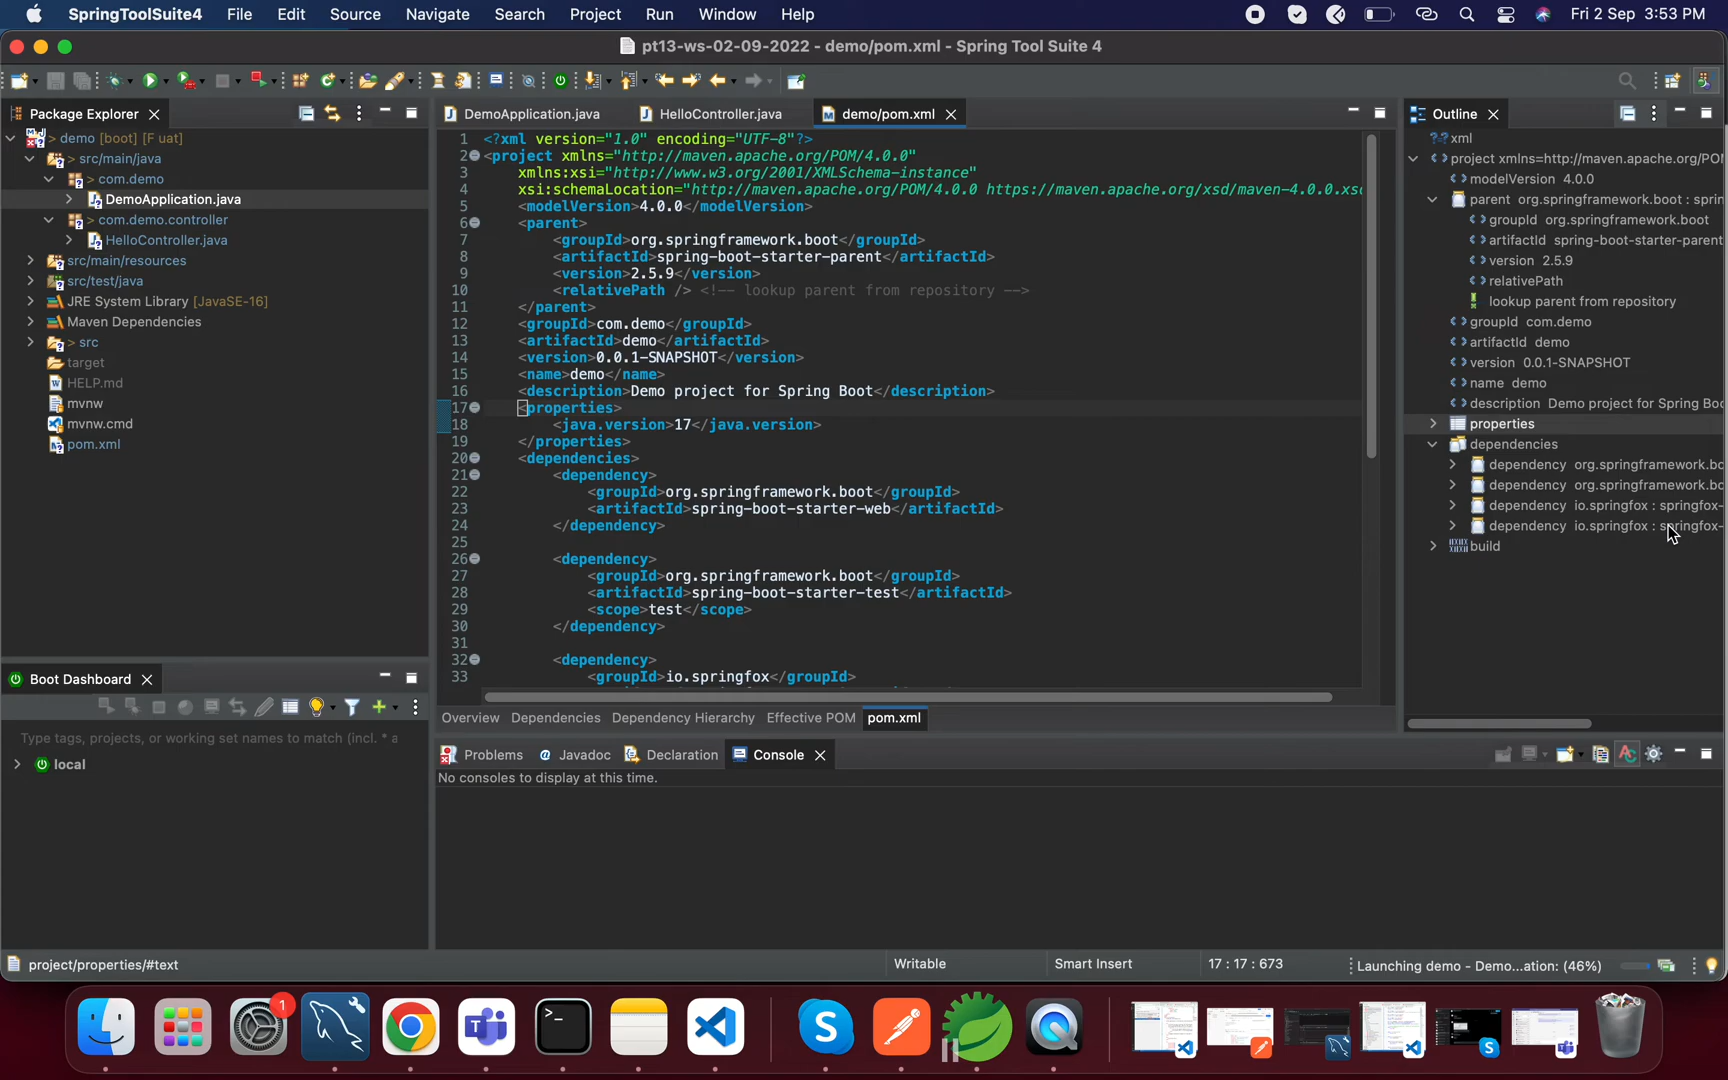 SpringToolSuite4 File Edit Source Navigate Search Project Run Window Help Fri 2 Sep 3:53 PM
pt13-ws-02-09-2022 - demo/pom.xml - Spring Tool Suite 4
Package Explorer
> demo [boot] [F uat]
> src/main/java
> com.demo
DemoApplication.java
> com.demo.controller
HelloController.java
src/main/resources
src/test/java
JRE System Library [JavaSE-16]
Maven Dependencies
> src
target
HELP.md
mvnw
mvnw.cmd
pom.xml
Boot Dashboard
Type tags, projects, or working set names to match (incl. * a
local
DemoApplication.java HelloController.java demo/pom.xml
1 <?xml version="1.0" encoding="UTF-8"?>
2 <project xmlns="http://maven.apache.org/POM/4.0.0"
3 xmlns:xsi="http://www.w3.org/2001/XMLSchema-instance"
4 xsi:schemaLocation="http://maven.apache.org/POM/4.0.0 https://maven.apache.org/xsd/maven-4.0.0.xsd
5 <modelVersion>4.0.0</modelVersion>
6 <parent>
7 <groupId>org.springframework.boot</groupId>
8 <artifactId>spring-boot-starter-parent</artifactId>
9 <version>2.5.9</version>
10 <relativePath /> <!-- lookup parent from repository -->
11 </parent>
12 <groupId>com.demo</groupId>
13 <artifactId>demo</artifactId>
14 <version>0.0.1-SNAPSHOT</version>
15 <name>demo</name>
16 <description>Demo project for Spring Boot</description>
17 <properties>
18 <java.version>17</java.version>
19 </properties>
20 <dependencies>
21 <dependency>
22 <groupId>org.springframework.boot</groupId>
23 <artifactId>spring-boot-starter-web</artifactId>
24 </dependency>
25
26 <dependency>
27 <groupId>org.springframework.boot</groupId>
28 <artifactId>spring-boot-starter-test</artifactId>
29 <scope>test</scope>
30 </dependency>
31
32 <dependency>
33 <groupId>io.springfox</groupId>
Overview Dependencies Dependency Hierarchy Effective POM pom.xml
Problems @ Javadoc Declaration Console
No consoles to display at this time.
Outline
?? xml
project xmlns=http://maven.apache.org/POI
modelVersion 4.0.0
parent org.springframework.boot : sprin
groupId org.springframework.boot
artifactId spring-boot-starter-parent
version 2.5.9
relativePath
lookup parent from repository
groupId com.demo
artifactId demo
version 0.0.1-SNAPSHOT
name demo
description Demo project for Spring Boo
properties
dependencies
dependency org.springframework.bo
dependency org.springframework.bo
dependency io.springfox : springfox-
dependency io.springfox : springfox-
build
project/properties/#text Writable Smart Insert 17 : 17 : 673 Launching demo - Demo...ation: (46%)
1